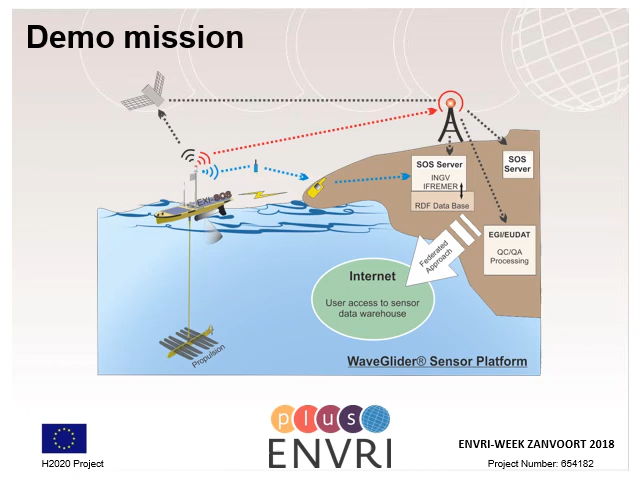 Demo mission
EXI-SOS
SOS Server
INGV
IFREMER
RDF Data Base
SOS
Server
EGI/EUDAT
QC/QA
Processing
Federated
Approach
Internet
User access to sensor
data warehouse
Propulsion
WaveGlider® Sensor Platform
plus
ENVRI
H2020 Project
ENVRI-WEEK ZANVOORT 2018
Project Number: 654182